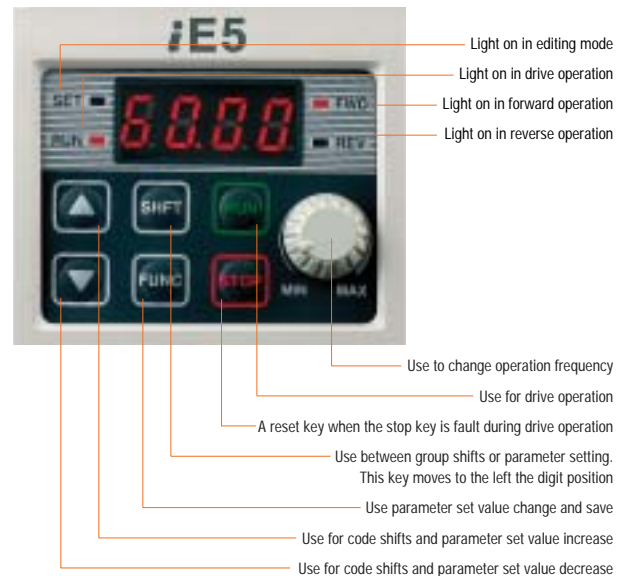 iE5
Light on in editing mode
Light on in drive operation
SET
60.00
FWD
Light on in forward operation
RUN
REV
Light on in reverse operation
SHFT
RUN
FUNC
STOP
MIN
MAX
Use to change operation frequency
Use for drive operation
A reset key when the stop key is fault during drive operation
Use between group shifts or parameter setting.
This key moves to the left the digit position
Use parameter set value change and save
Use for code shifts and parameter set value increase
Use for code shifts and parameter set value decrease